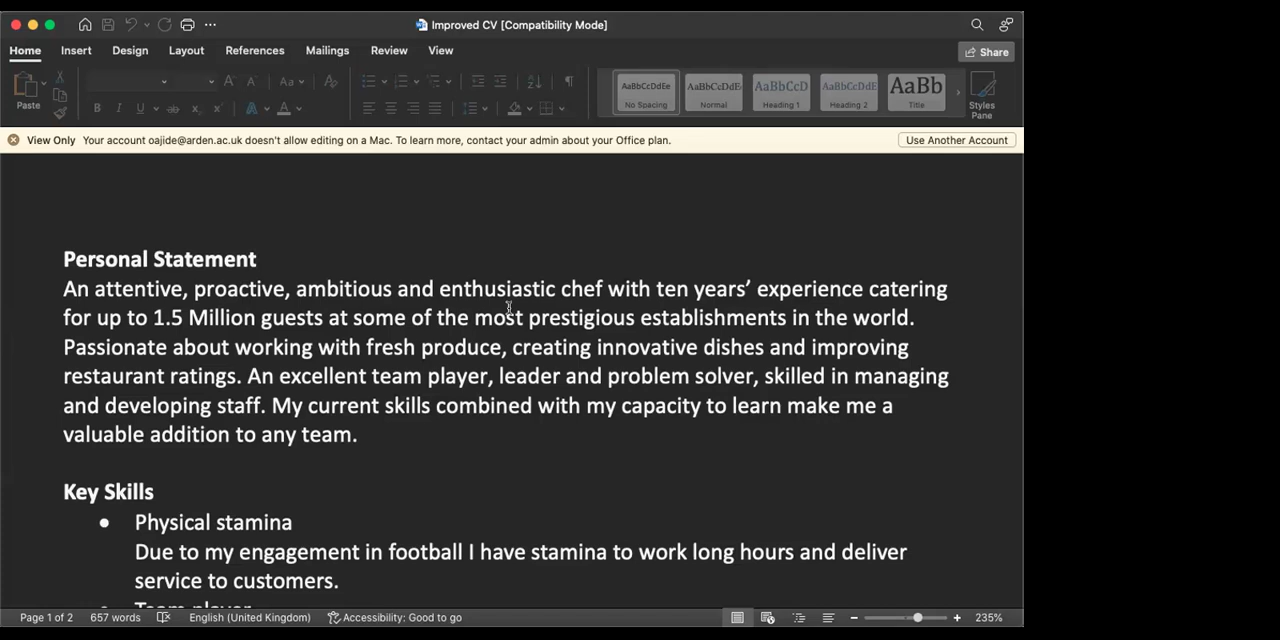 Improved CV [Compatibility Mode]
Home Insert Design Layout References Mailings Review View Share
Paste
Aa
B I U ab x x A A
AaBbCcDdEe AaBbCcDdE AaBbCcD AaBbCcDdE AaBb
No Spacing Normal Heading 1 Heading 2 Title
Styles
Pane
View Only Your account oajide@arden.ac.uk doesn't allow editing on a Mac. To learn more, contact your admin about your Office plan. Use Another Account
Personal Statement
An attentive, proactive, ambitious and enthusiastic chef with ten years’ experience catering
for up to 1.5 Million guests at some of the most prestigious establishments in the world.
Passionate about working with fresh produce, creating innovative dishes and improving
restaurant ratings. An excellent team player, leader and problem solver, skilled in managing
and developing staff. My current skills combined with my capacity to learn make me a
valuable addition to any team.
Key Skills
• Physical stamina
Due to my engagement in football I have stamina to work long hours and deliver
service to customers.
• Team player
Page 1 of 2 657 words English (United Kingdom) Accessibility: Good to go 235%